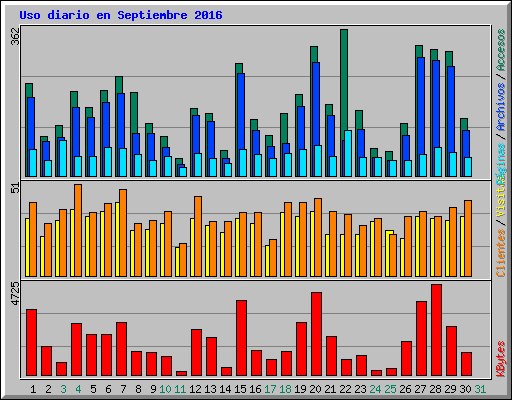 Uso diario en Septiembre 2016
362
51
4725
Clientes / Visitas
Páginas / Archivos / Accesos
KBytes
1 2 3 4 5 6 7 8 9 10 11 12 13 14 15 16 17 18 19 20 21 22 23 24 25 26 27 28 29 30 31